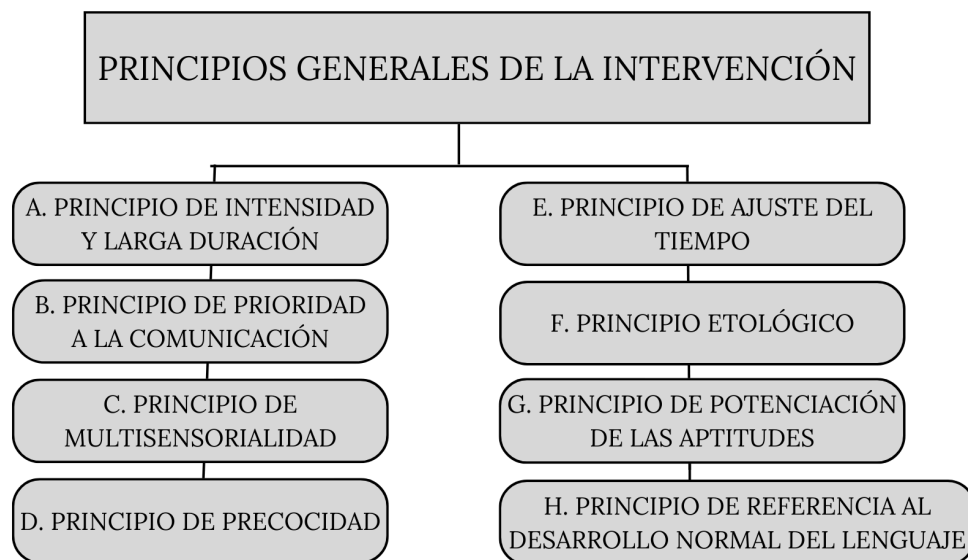 PRINCIPIOS GENERALES DE LA INTERVENCIÓN
A. PRINCIPIO DE INTENSIDAD
Y LARGA DURACIÓN
B. PRINCIPIO DE PRIORIDAD
A LA COMUNICACIÓN
C. PRINCIPIO DE
MULTISENSORIALIDAD
D. PRINCIPIO DE PRECOCIDAD
E. PRINCIPIO DE AJUSTE DEL
TIEMPO
F. PRINCIPIO ETOLÓGICO
G. PRINCIPIO DE POTENCIACIÓN
DE LAS APTITUDES
H. PRINCIPIO DE REFERENCIA AL
DESARROLLO NORMAL DEL LENGUAJE